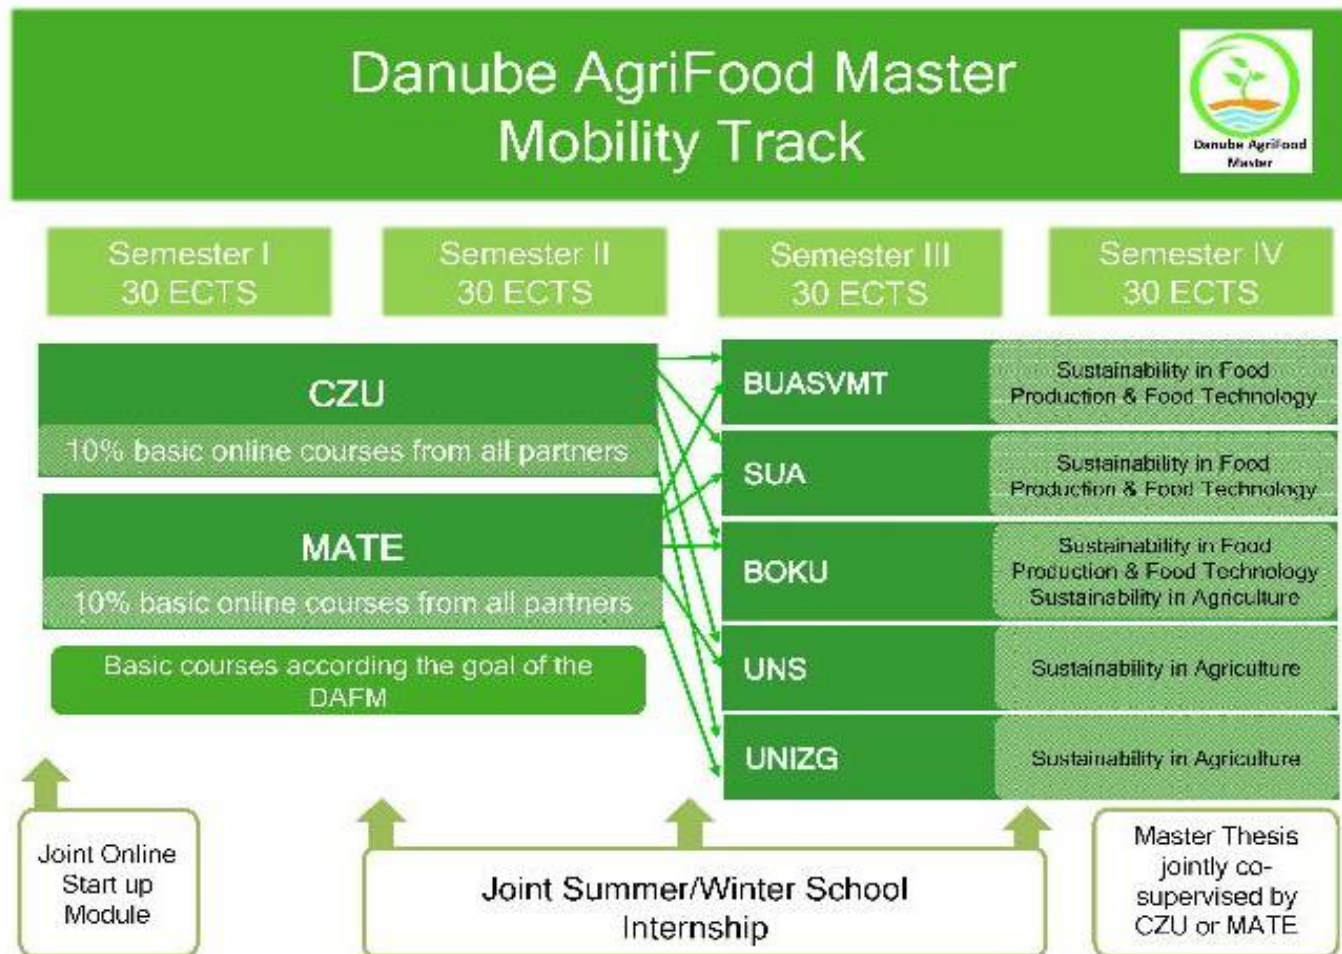 Danube AgriFood Master
Mobility Track
Danube AgriFood
Master
Semester I
30 ECTS
Semester II
30 ECTS
Semester III
30 ECTS
Semester IV
30 ECTS
CZU
10% basic online courses from all partners
MATE
10% basic online courses from all partners
Basic courses according the goal of the
DAFM
BUASVMT
Sustainability in Food
Production & Food Technology
SUA
Sustainability in Food
Production & Food Technology
BOKU
Sustainability in Food
Production & Food Technology
Sustainability in Agriculture
UNS
Sustainability in Agriculture
UNIZG
Sustainability in Agriculture
Joint Online
Start up
Module
Joint Summer/Winter School
Internship
Master Thesis
jointly co-
supervised by
CZU or MATE